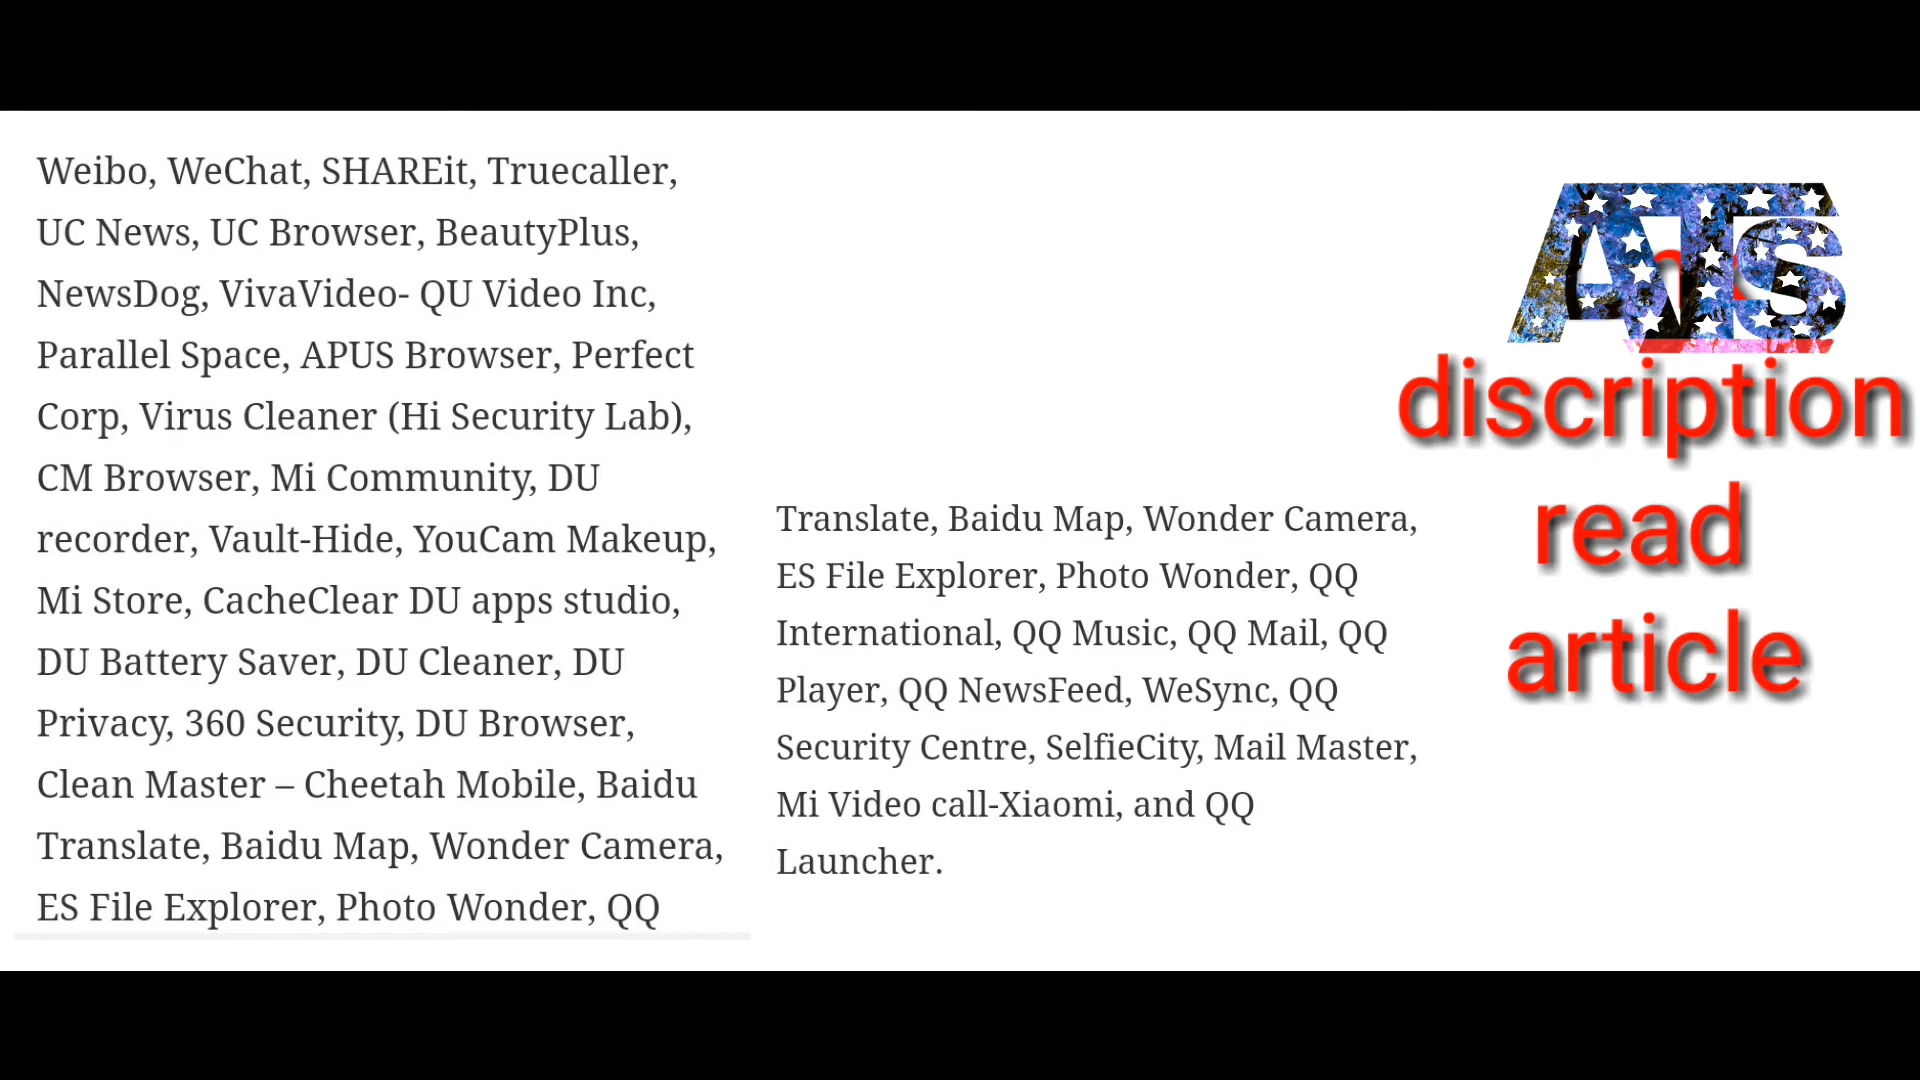 Weibo, WeChat, SHAREit, Truecaller,
UC News, UC Browser, BeautyPlus,
NewsDog, VivaVideo- QU Video Inc,
Parallel Space, APUS Browser, Perfect
Corp, Virus Cleaner (Hi Security Lab),
CM Browser, Mi Community, DU
recorder, Vault-Hide, YouCam Makeup,
Mi Store, CacheClear DU apps studio,
DU Battery Saver, DU Cleaner, DU
Privacy, 360 Security, DU Browser,
Clean Master – Cheetah Mobile, Baidu
Translate, Baidu Map, Wonder Camera,
ES File Explorer, Photo Wonder, QQ
Translate, Baidu Map, Wonder Camera,
ES File Explorer, Photo Wonder, QQ
International, QQ Music, QQ Mail, QQ
Player, QQ NewsFeed, WeSync, QQ
Security Centre, SelfieCity, Mail Master,
Mi Video call-Xiaomi, and QQ
Launcher.
discription
read
article